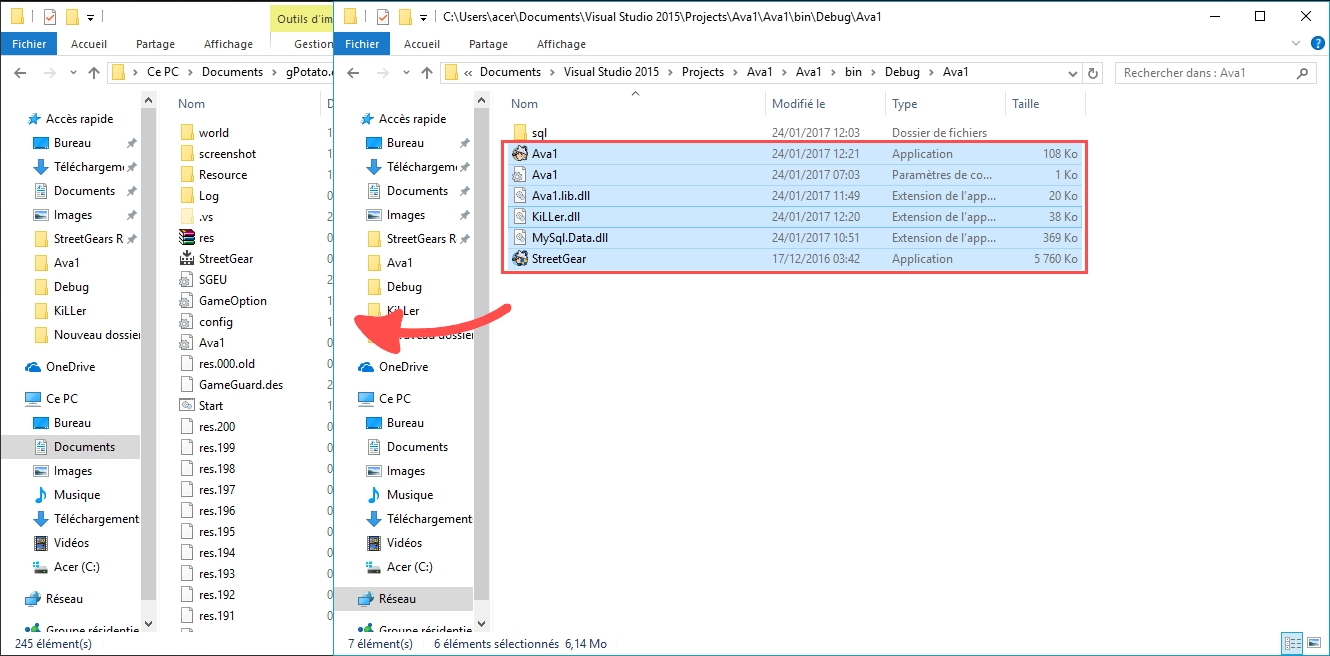 Outils d'im
Fichier
Accueil
Partage
Affichage
Gestion
Ce PC > Documents > gPotato.
Accès rapide
Bureau
Téléchargem
Documents
Images
StreetGears R
Ava1
Debug
KiLLer
Nouveau dossier
OneDrive
Ce PC
Bureau
Documents
Images
Musique
Téléchargement
Vidéos
Acer (C:)
Réseau
Groupe résidentie
Nom
world
screenshot
Resource
Log
.vs
res
StreetGear
SGEU
GameOption
config
Ava1
res.000.old
GameGuard.des
Start
res.200
res.199
res.198
res.197
res.196
res.195
res.194
res.193
res.192
res.191
245 élément(s)
C:\Users\acer\Documents\Visual Studio 2015\Projects\Ava1\Ava1\bin\Debug\Ava1
Fichier
Accueil
Partage
Affichage
« Documents > Visual Studio 2015 > Projects > Ava1 > Ava1 > bin > Debug > Ava1
Rechercher dans : Ava1
Accès rapide
Bureau
Téléchargem
Documents
Images
StreetGears R
Ava1
Debug
KiLLer
Nouveau dossier
OneDrive
Ce PC
Bureau
Documents
Images
Musique
Téléchargement
Vidéos
Acer (C:)
Réseau
Groupe résidentie
Nom Modifié le Type Taille
sql 24/01/2017 12:03 Dossier de fichiers
Ava1 24/01/2017 12:21 Application 108 Ko
Ava1 24/01/2017 07:03 Paramètres de co... 1 Ko
Ava1.lib.dll 24/01/2017 11:49 Extension de l'app... 20 Ko
KiLLer.dll 24/01/2017 12:20 Extension de l'app... 38 Ko
MySql.Data.dll 24/01/2017 10:51 Extension de l'app... 369 Ko
StreetGear 17/12/2016 03:42 Application 5 760 Ko
7 élément(s) 6 éléments sélectionnés 6,14 Mo